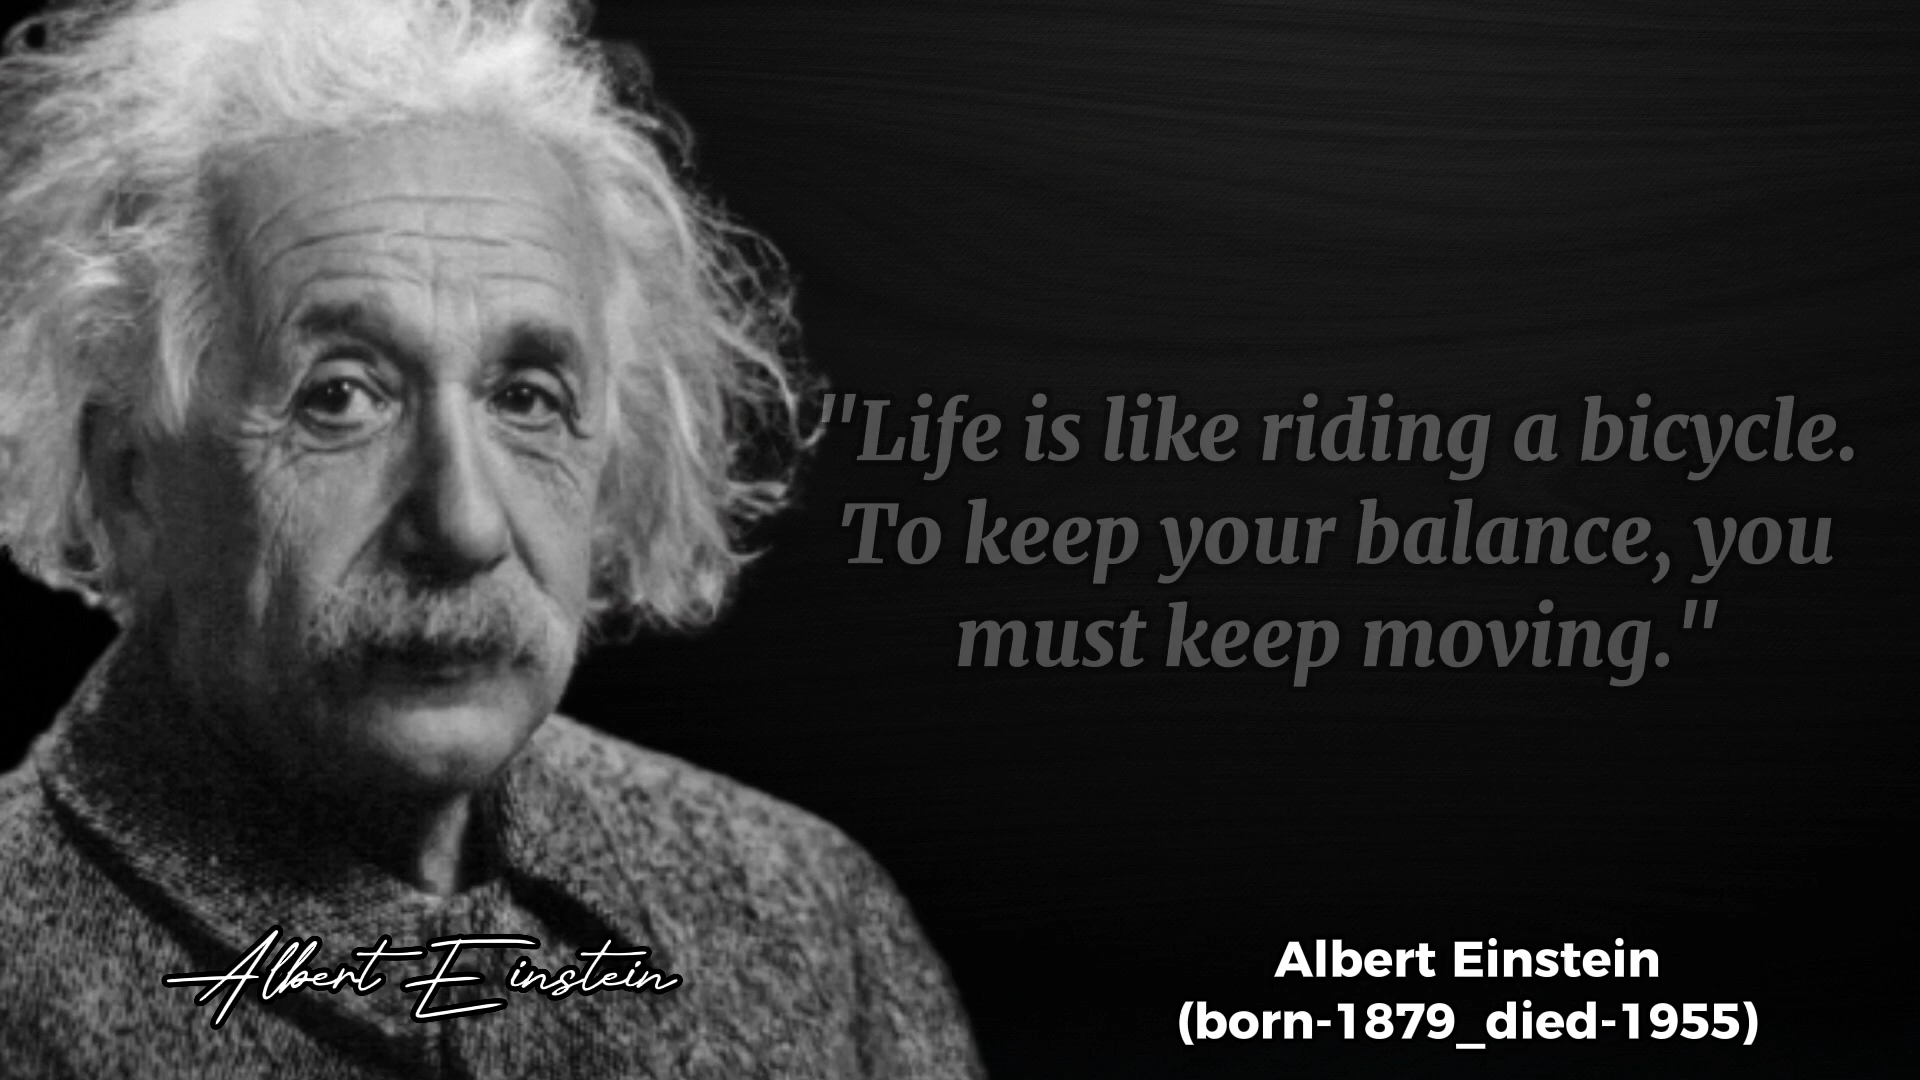 "Life is like riding a bicycle.
To keep your balance, you
must keep moving."
Albert Einstein
Albert Einstein
(born-1879_died-1955)